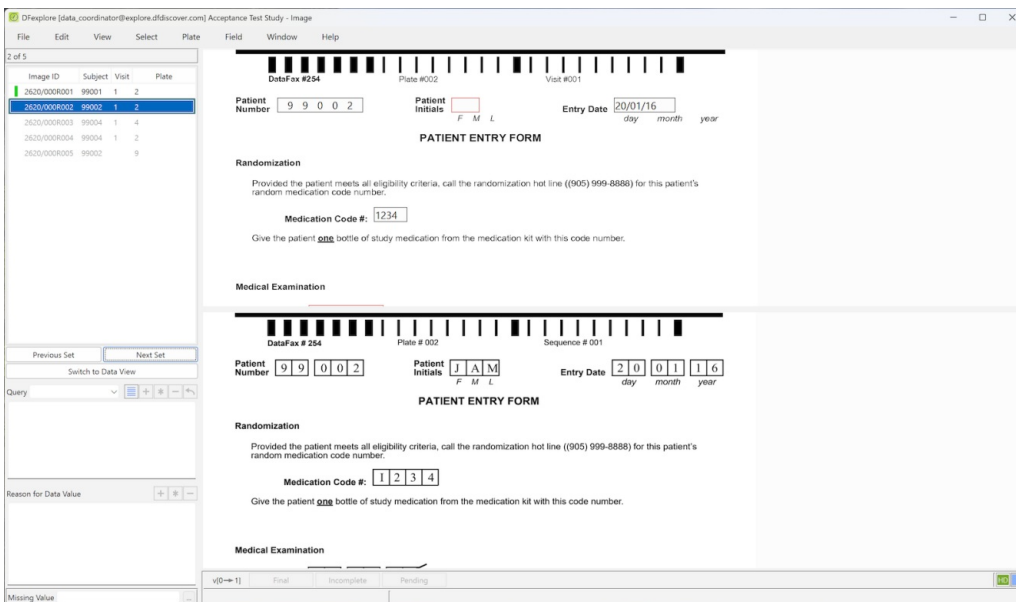 DFexplore [data_coordinator@explore.dfdiscover.com] Acceptance Test Study - Image
File Edit View Select Plate Field Window Help
2 of 5
Image ID Subject Visit Plate
2620/000R001 99001 1 2
2620/000R002 99002 1 2
2620/000R003 99004 1 4
2620/000R004 99004 1 2
2620/000R005 99002 9
Previous Set Next Set
Switch to Data View
Query
Reason for Data Value
Missing Value ...
DataFax #254 Plate #002 Visit #001
Patient Number 9 9 0 0 2 Patient Initials Entry Date 20/01/16
F M L day month year
PATIENT ENTRY FORM
Randomization
Provided the patient meets all eligibility criteria, call the randomization hot line ((905) 999-8888) for this patient's
random medication code number.
Medication Code #: 1234
Give the patient one bottle of study medication from the medication kit with this code number.
Medical Examination
DataFax # 254 Plate # 002 Sequence # 001
Patient Number 9 9 0 0 2 Patient Initials J A M Entry Date 2 0 0 1 1 6
F M L day month year
PATIENT ENTRY FORM
Randomization
Provided the patient meets all eligibility criteria, call the randomization hot line ((905) 999-8888) for this patient's
random medication code number.
Medication Code #: 1 2 3 4
Give the patient one bottle of study medication from the medication kit with this code number.
Medical Examination
v[0→1] Final Incomplete Pending
HD